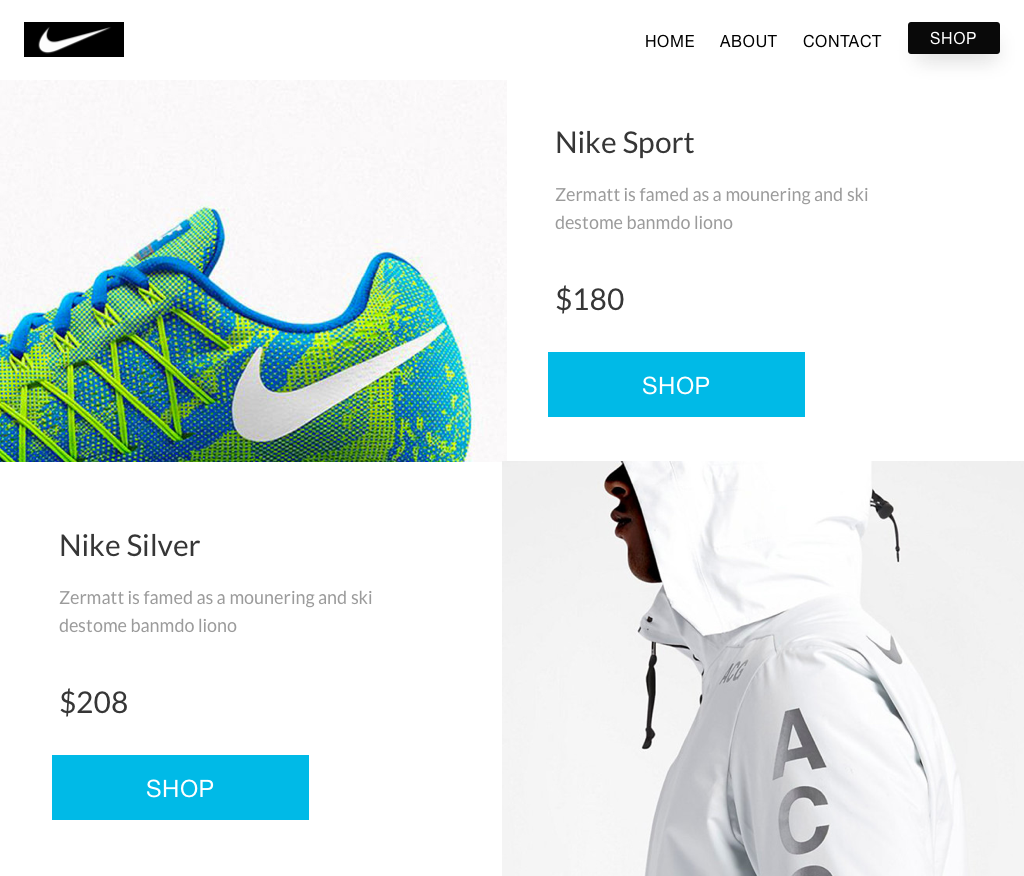 HOME ABOUT CONTACT SHOP
Nike Sport
Zermatt is famed as a mounering and ski
destome banmdo liono
$180
SHOP
Nike Silver
Zermatt is famed as a mounering and ski
destome banmdo liono
$208
SHOP
ACG
A
C